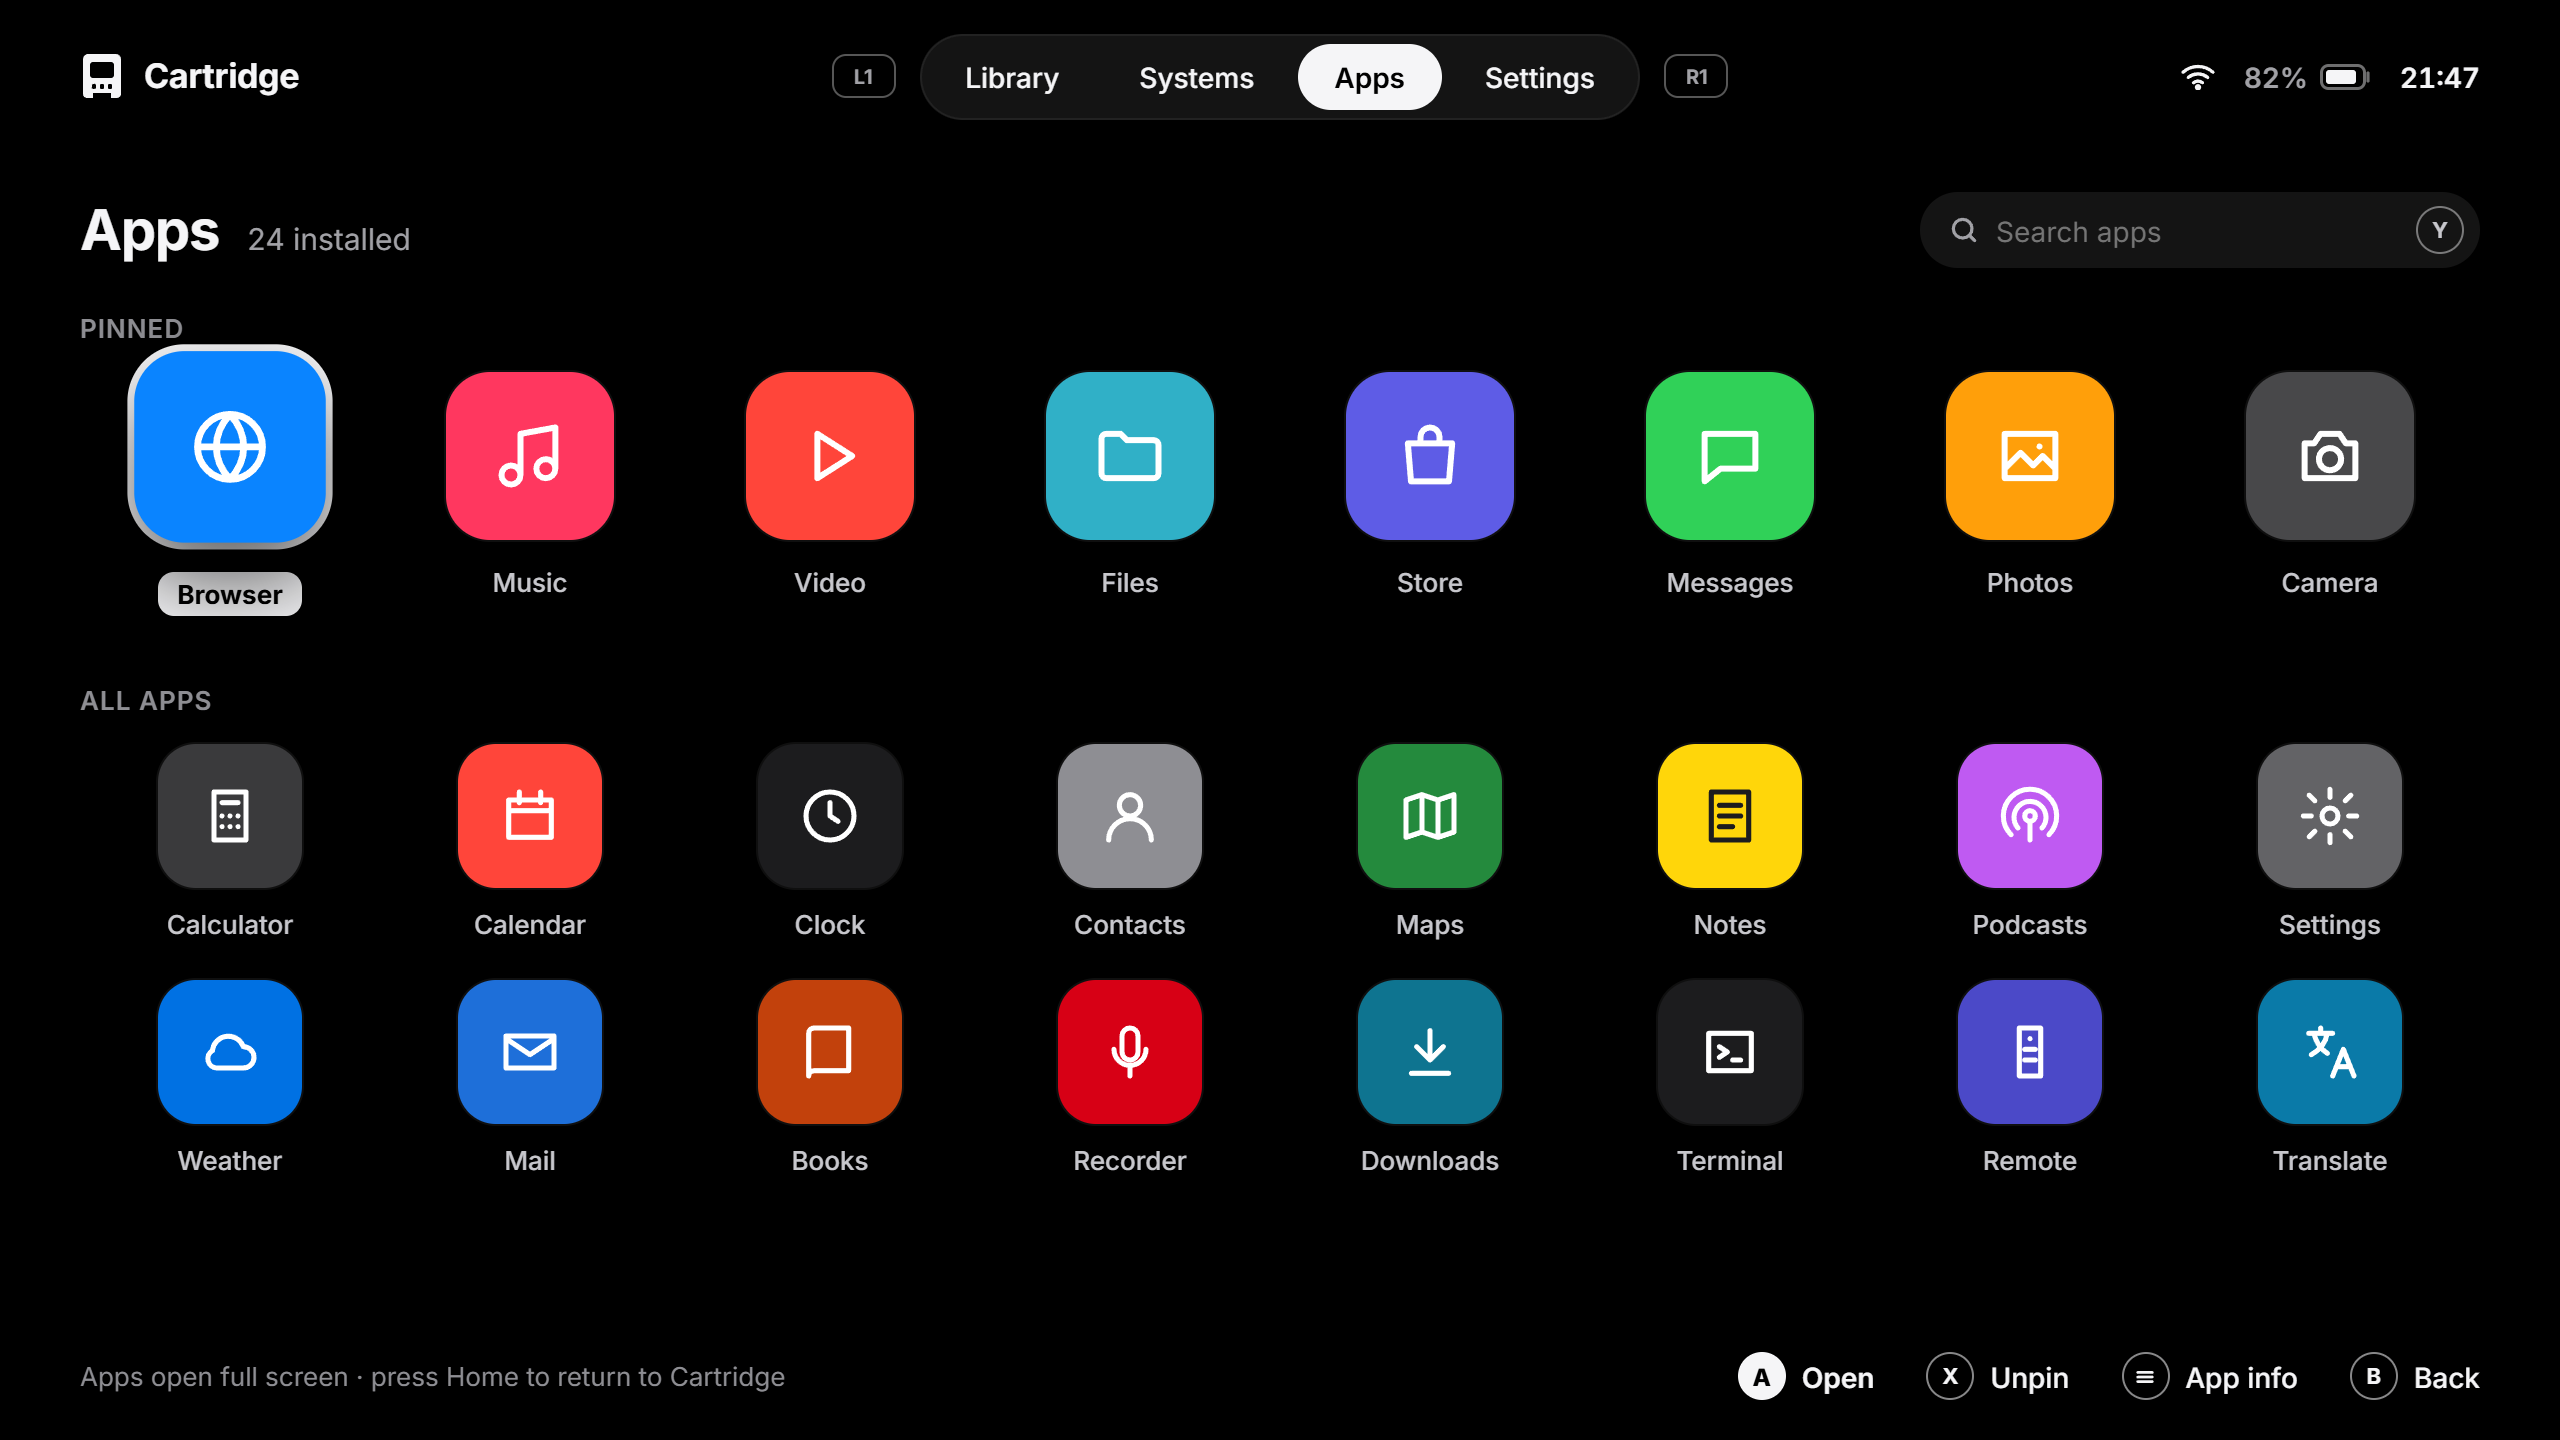 Cartridge
L1 Library Systems Apps Settings R1
82% 21:47
Apps 24 installed
Search apps Y
PINNED
Browser Music Video Files Store Messages Photos Camera
ALL APPS
Calculator Calendar Clock Contacts Maps Notes Podcasts Settings
Weather Mail Books Recorder Downloads Terminal Remote Translate
Apps open full screen · press Home to return to Cartridge
A Open X Unpin App info B Back